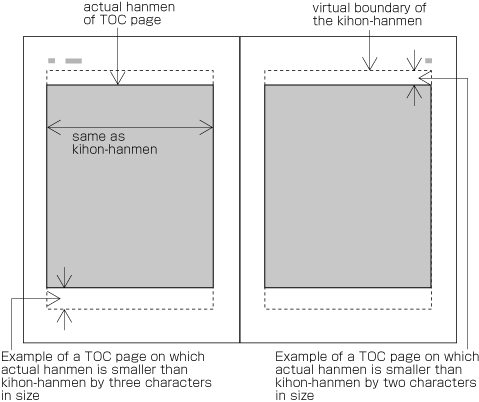 actual hanmen
of TOC page
virtual boundary of
the kihon-hanmen
same as
kihon-hanmen
Example of a TOC page on which
actual hanmen is smaller than
kihon-hanmen by three characters
in size
Example of a TOC page on which
actual hanmen is smaller than
kihon-hanmen by two characters
in size